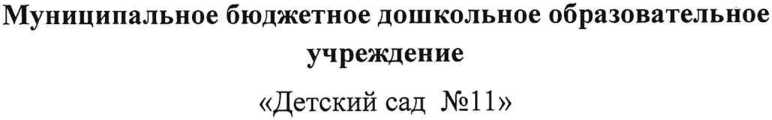 Муниципальное бюджетное дошкольное образовательное
учреждение
«Детский сад №11»